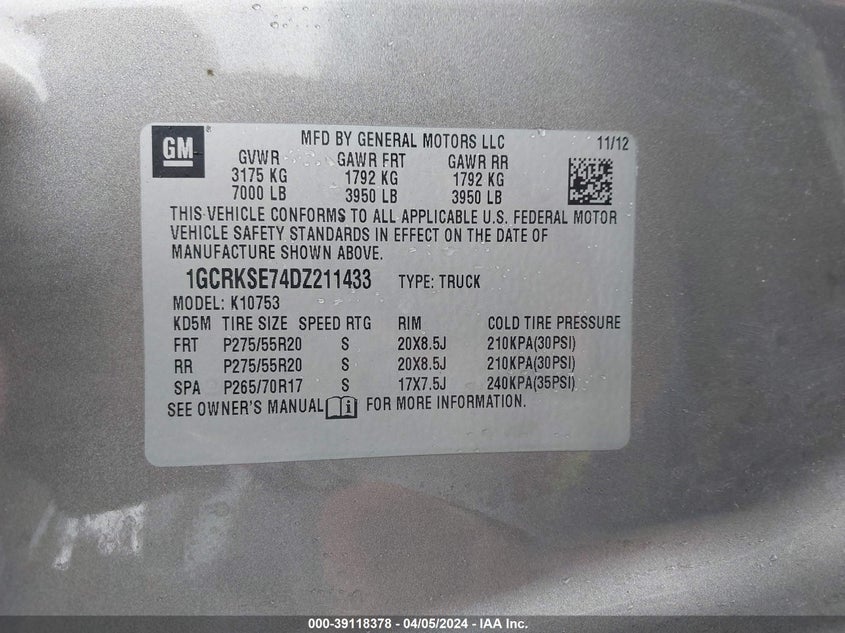 GM
MFD BY GENERAL MOTORS LLC 11/12
GVWR GAWR FRT GAWR RR
3175 KG 1792 KG 1792 KG
7000 LB 3950 LB 3950 LB
THIS VEHICLE CONFORMS TO ALL APPLICABLE U.S. FEDERAL MOTOR
VEHICLE SAFETY STANDARDS IN EFFECT ON THE DATE OF
MANUFACTURE SHOWN ABOVE.
1GCRKSE74DZ211433 TYPE: TRUCK
MODEL: K10753
KD5M TIRE SIZE SPEED RTG RIM COLD TIRE PRESSURE
FRT P275/55R20 S 20X8.5J 210KPA(30PSI)
RR P275/55R20 S 20X8.5J 210KPA(30PSI)
SPA P265/70R17 S 17X7.5J 240KPA(35PSI)
SEE OWNER'S MANUAL FOR MORE INFORMATION.
000-39118378 - 04/05/2024 - IAA Inc.